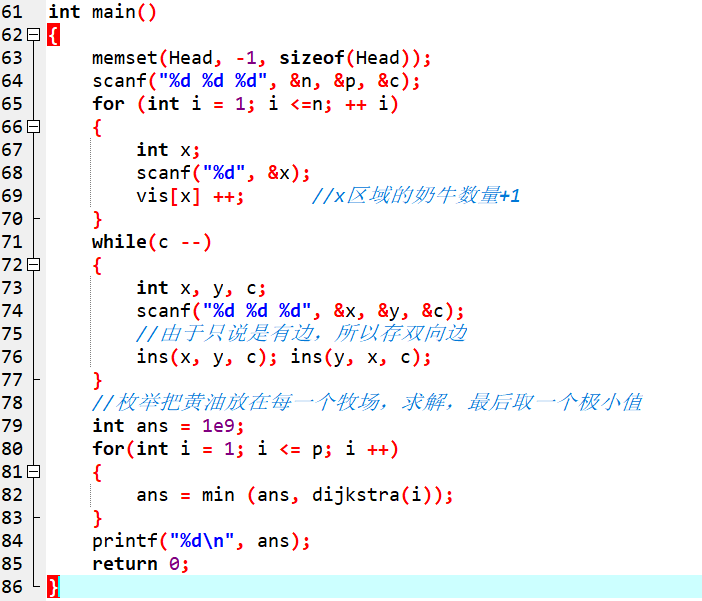 61 int main()
62 {
63 memset(Head, -1, sizeof(Head));
64 scanf("%d %d %d", &n, &p, &c);
65 for (int i = 1; i <=n; ++ i)
66 {
67 int x;
68 scanf("%d", &x);
69 vis[x] ++; //x区域的奶牛数量+1
70 }
71 while(c --)
72 {
73 int x, y, c;
74 scanf("%d %d %d", &x, &y, &c);
75 //由于只说是有边，所以存双向边
76 ins(x, y, c); ins(y, x, c);
77 }
78 //枚举把黄油放在每一个牧场，求解，最后取一个极小值
79 int ans = 1e9;
80 for(int i = 1; i <= p; i ++)
81 {
82 ans = min (ans, dijkstra(i));
83 }
84 printf("%d\n", ans);
85 return 0;
86 }